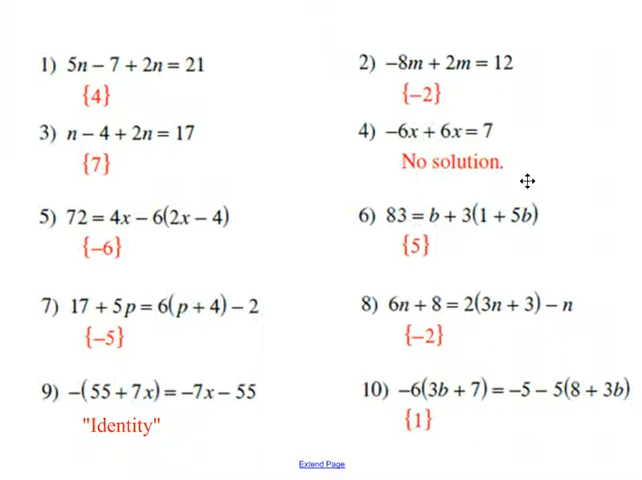 1) 5n − 7 + 2n = 21
{4}
2) −8m + 2m = 12
{−2}
3) n − 4 + 2n = 17
{7}
4) −6x + 6x = 7
No solution.
5) 72 = 4x − 6(2x − 4)
{−6}
6) 83 = b + 3(1 + 5b)
{5}
7) 17 + 5p = 6(p + 4) − 2
{−5}
8) 6n + 8 = 2(3n + 3) − n
{−2}
9) −(55 + 7x) = −7x − 55
"Identity"
10) −6(3b + 7) = −5 − 5(8 + 3b)
{1}
Extend Page